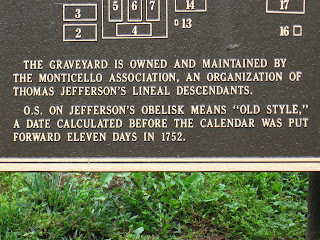 5 6 7
14
17
3
13
2
4
16
THE GRAVEYARD IS OWNED AND MAINTAINED BY
THE MONTICELLO ASSOCIATION, AN ORGANIZATION OF
THOMAS JEFFERSON'S LINEAL DESCENDANTS.
O.S. ON JEFFERSON'S OBELISK MEANS "OLD STYLE,"
A DATE CALCULATED BEFORE THE CALENDAR WAS PUT
FORWARD ELEVEN DAYS IN 1752.